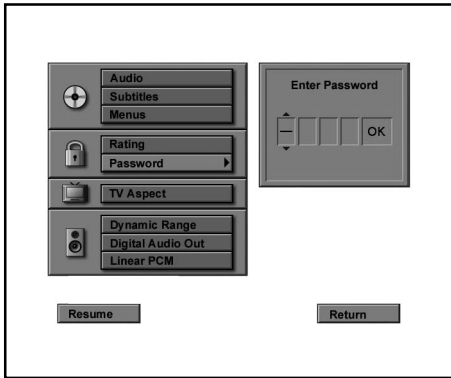 Audio
Subtitles
Menus
Rating
Password
TV Aspect
Dynamic Range
Digital Audio Out
Linear PCM
Enter Password
— OK
Resume
Return